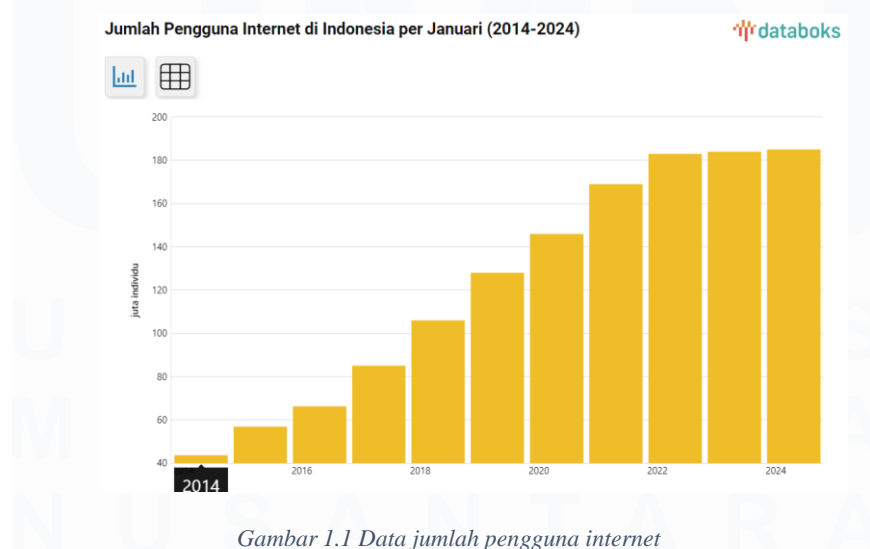 Jumlah Pengguna Internet di Indonesia per Januari (2014-2024)
databoks
200
180
160
140
120
100
80
60
40
juta individu
2014
2016
2018
2020
2022
2024
U S
M A
NUSANTARA
Gambar 1.1 Data jumlah pengguna internet